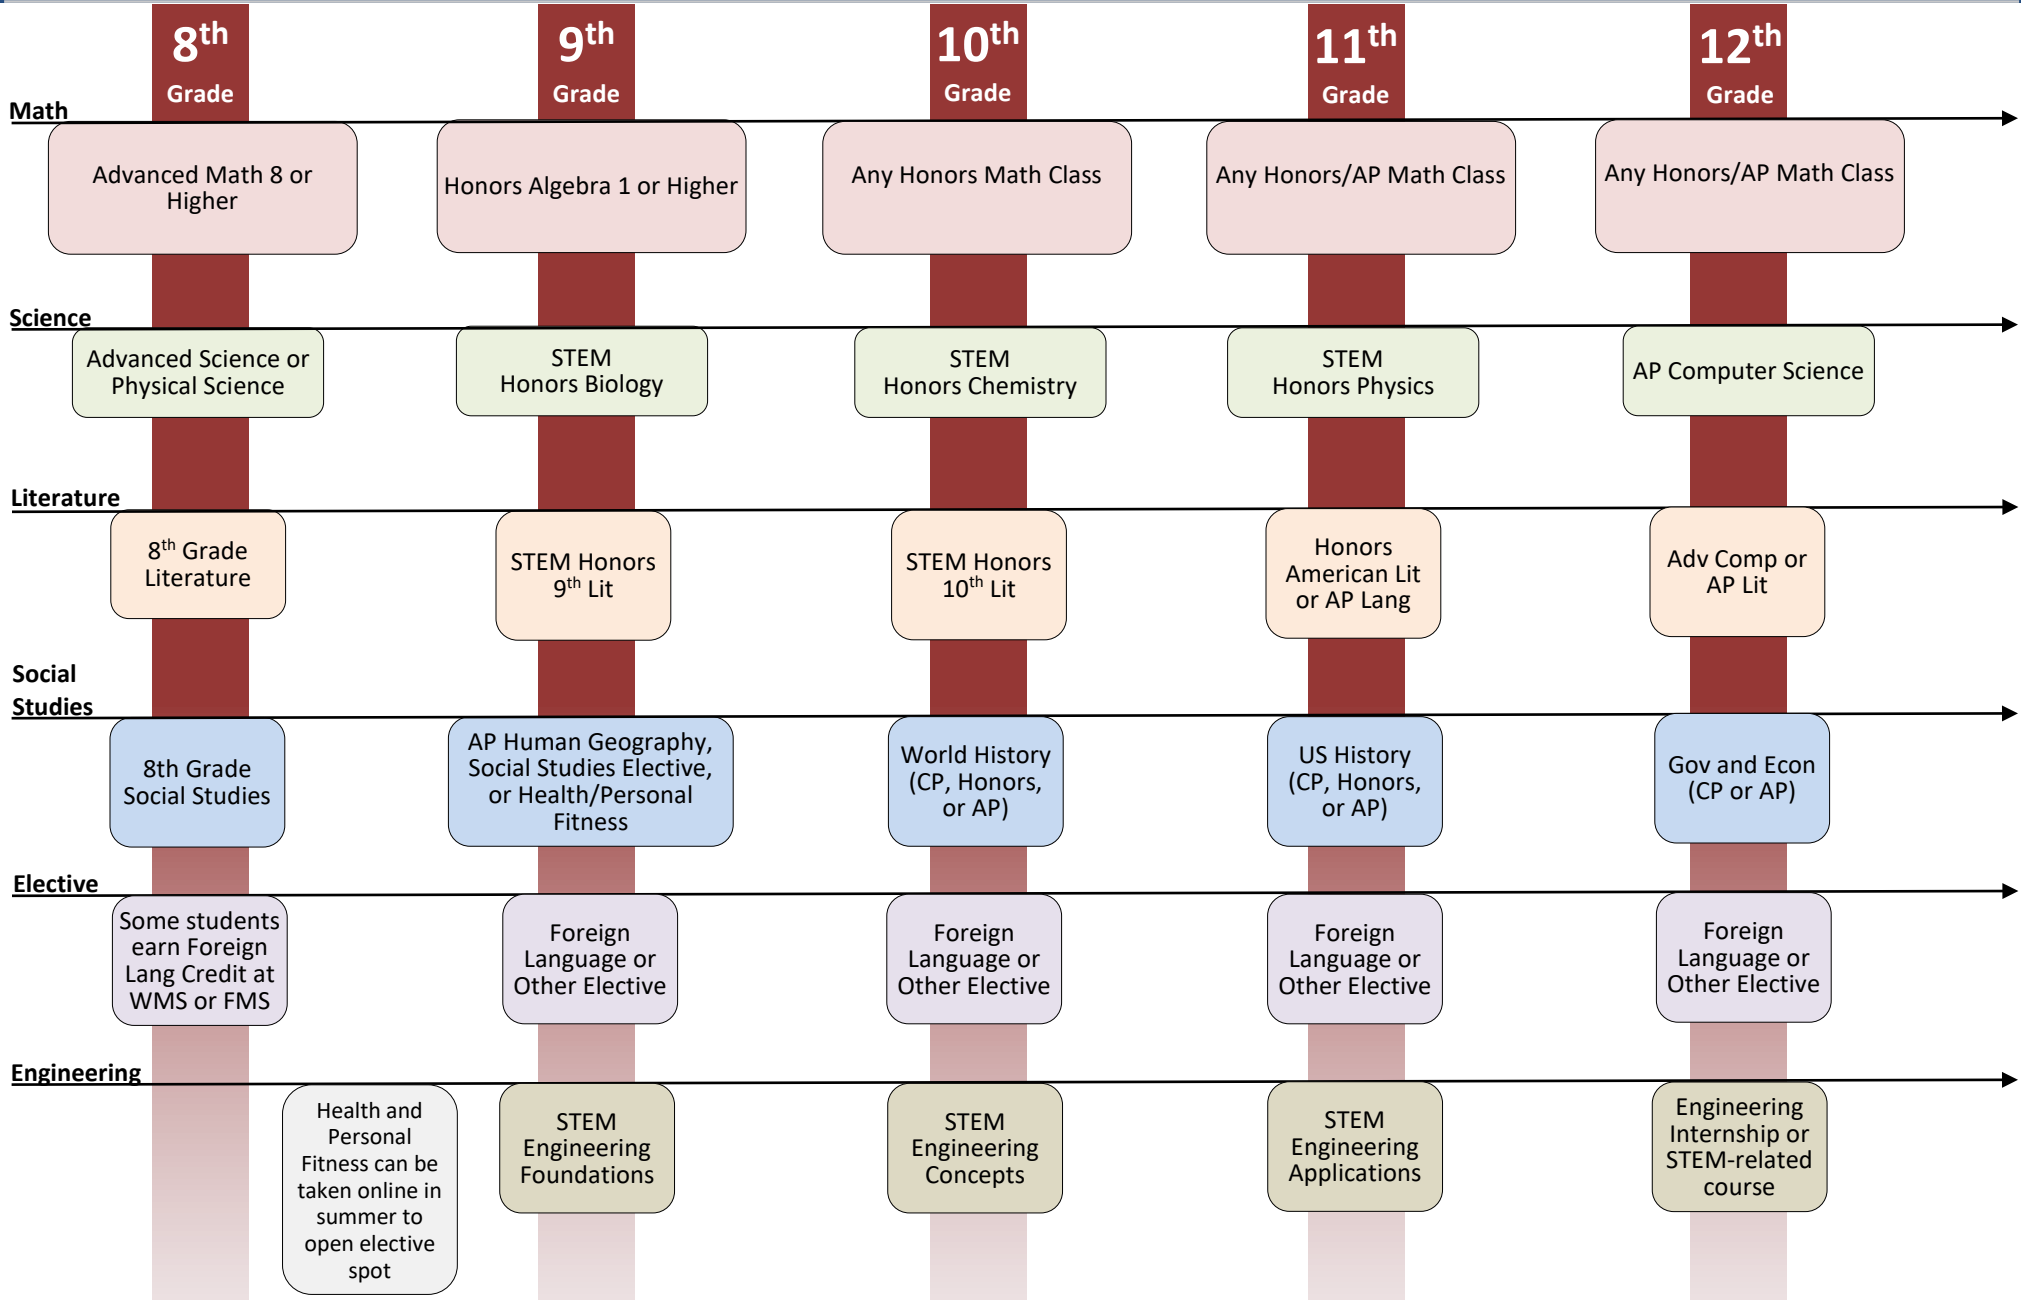 8th
Grade
9th
Grade
10th
Grade
11th
Grade
12th
Grade
Math
Advanced Math 8 or
Higher
Honors Algebra 1 or Higher
Any Honors Math Class
Any Honors/AP Math Class
Any Honors/AP Math Class
Science
Advanced Science or
Physical Science
STEM
Honors Biology
STEM
Honors Chemistry
STEM
Honors Physics
AP Computer Science
Literature
8th Grade
Literature
STEM Honors
9th Lit
STEM Honors
10th Lit
Honors
American Lit
or AP Lang
Adv Comp or
AP Lit
Social
Studies
8th Grade
Social Studies
AP Human Geography,
Social Studies Elective,
or Health/Personal
Fitness
World History
(CP, Honors,
or AP)
US History
(CP, Honors,
or AP)
Gov and Econ
(CP or AP)
Elective
Some students
earn Foreign
Lang Credit at
WMS or FMS
Foreign
Language or
Other Elective
Foreign
Language or
Other Elective
Foreign
Language or
Other Elective
Foreign
Language or
Other Elective
Engineering
Health and
Personal
Fitness can be
taken online in
summer to
open elective
spot
STEM
Engineering
Foundations
STEM
Engineering
Concepts
STEM
Engineering
Applications
Engineering
Internship or
STEM-related
course